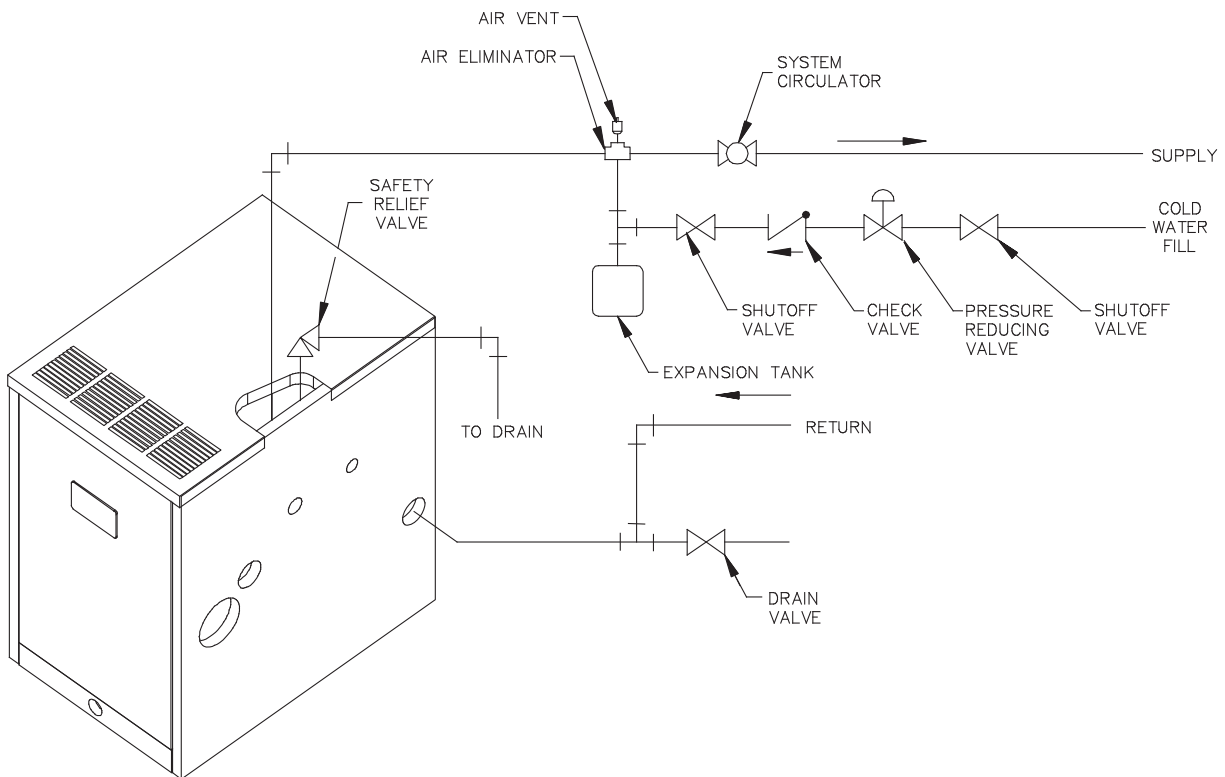 AIR VENT
AIR ELIMINATOR
SYSTEM
CIRCULATOR
SUPPLY
SAFETY
RELIEF
VALVE
COLD
WATER
FILL
SHUTOFF
VALVE
CHECK
VALVE
PRESSURE
REDUCING
VALVE
SHUTOFF
VALVE
EXPANSION TANK
TO DRAIN
RETURN
DRAIN
VALVE